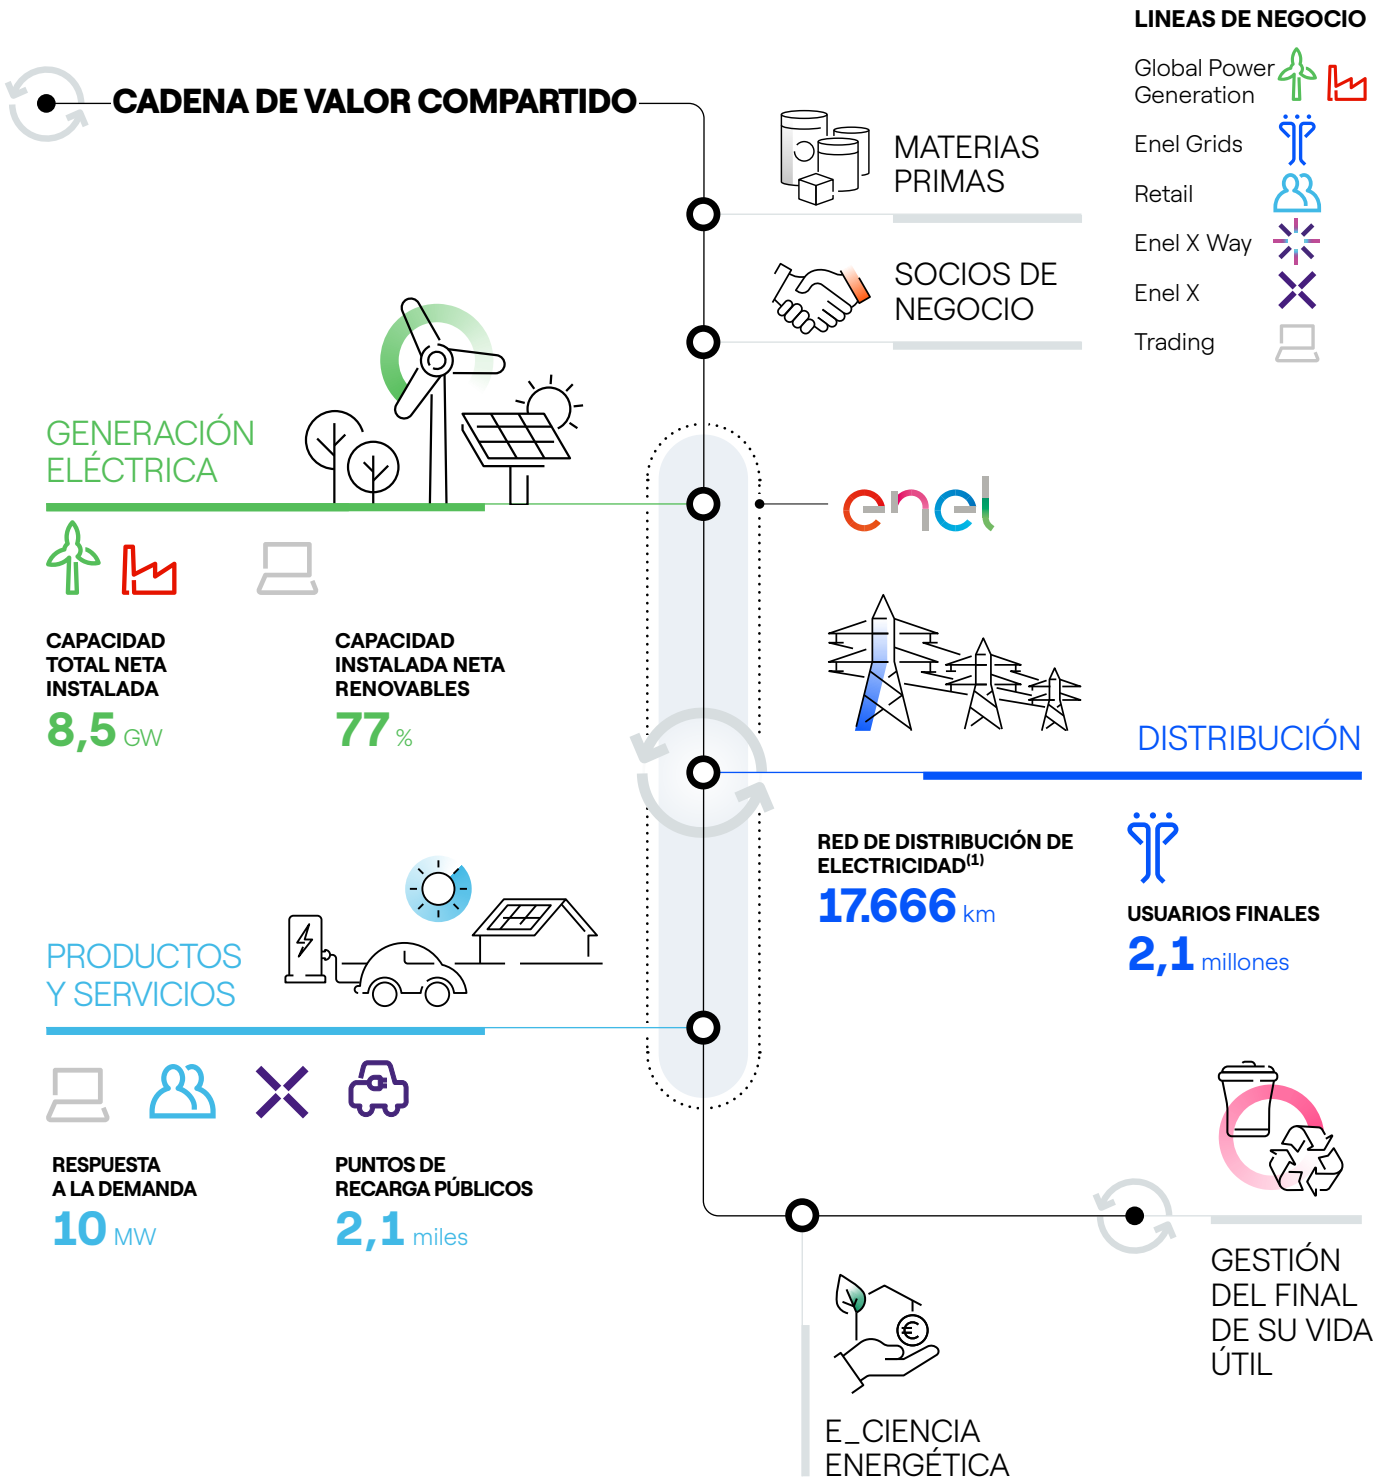 LINEAS DE NEGOCIO
Global Power
Generation
Enel Grids
Retail
Enel X Way
Enel X
Trading
CADENA DE VALOR COMPARTIDO
MATERIAS
PRIMAS
SOCIOS DE
NEGOCIO
GENERACIÓN
ELÉCTRICA
enel
CAPACIDAD
TOTAL NETA
INSTALADA
8,5 GW
CAPACIDAD
INSTALADA NETA
RENOVABLES
77 %
DISTRIBUCIÓN
RED DE DISTRIBUCIÓN DE
ELECTRICIDAD(1)
17.666 km
USUARIOS FINALES
2,1 millones
PRODUCTOS
Y SERVICIOS
RESPUESTA
A LA DEMANDA
10 MW
PUNTOS DE
RECARGA PÚBLICOS
2,1 miles
GESTIÓN
DEL FINAL
DE SU VIDA
ÚTIL
€
E_CIENCIA
ENERGÉTICA